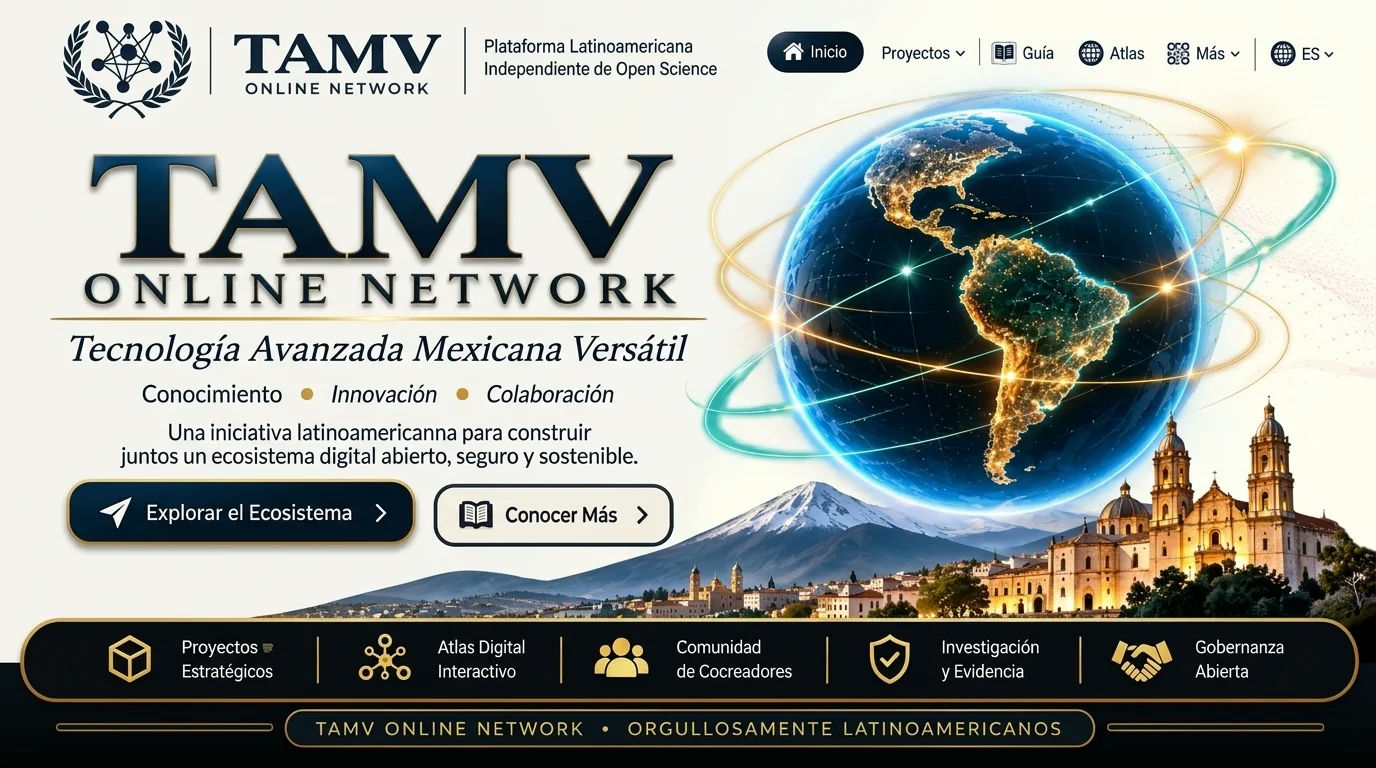 TAMV
ONLINE NETWORK
Plataforma Latinoamericana
Independiente de Open Science
Inicio
Proyectos
Guía
Atlas
Más
ES
TAMV
ONLINE NETWORK
Tecnología Avanzada Mexicana Versátil
Conocimiento • Innovación • Colaboración
Una iniciativa latinoamericanna para construir
juntos un ecosistema digital abierto, seguro y sostenible.
Explorar el Ecosistema
Conocer Más
Proyectos
Estratégicos
Atlas Digital
Interactivo
Comunidad
de Cocreadores
Investigación
y Evidencia
Gobernanza
Abierta
TAMV ONLINE NETWORK • ORGULLOSAMENTE LATINOAMERICANOS